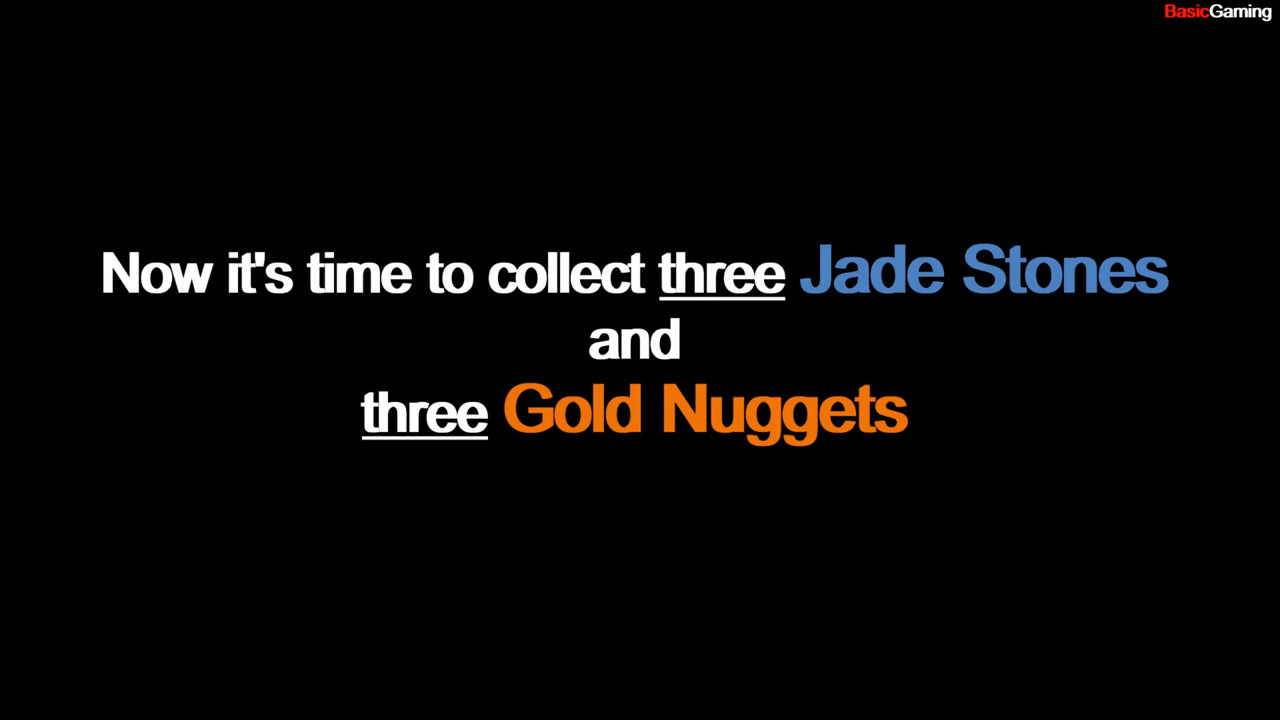 BasicGaming
Now it's time to collect three Jade Stones
and
three Gold Nuggets